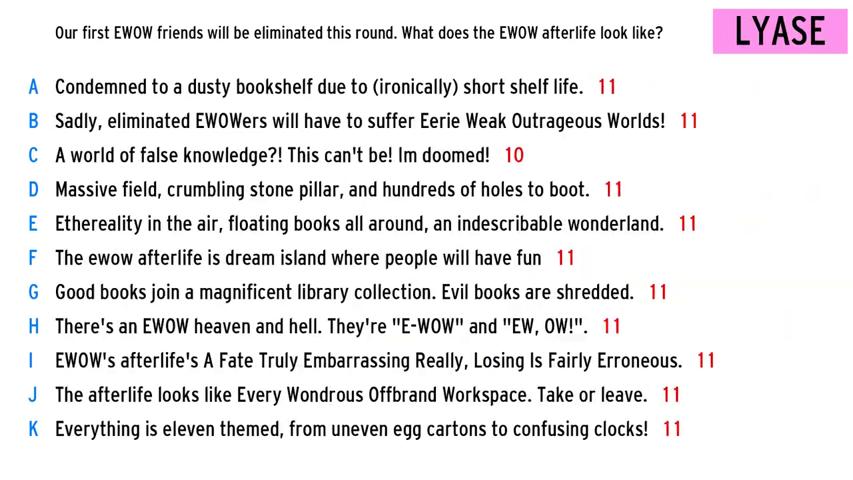 Our first EWOW friends will be eliminated this round. What does the EWOW afterlife look like?
LYASE
A Condemned to a dusty bookshelf due to (ironically) short shelf life. 11
B Sadly, eliminated EWOWers will have to suffer Eerie Weak Outrageous Worlds! 11
C A world of false knowledge?! This can't be! Im doomed! 10
D Massive field, crumbling stone pillar, and hundreds of holes to boot. 11
E Ethereality in the air, floating books all around, an indescribable wonderland. 11
F The ewow afterlife is dream island where people will have fun 11
G Good books join a magnificent library collection. Evil books are shredded. 11
H There's an EWOW heaven and hell. They're "E-WOW" and "EW, OW!". 11
I EWOW's afterlife's A Fate Truly Embarrassing Really, Losing Is Fairly Erroneous. 11
J The afterlife looks like Every Wondrous Offbrand Workspace. Take or leave. 11
K Everything is eleven themed, from uneven egg cartons to confusing clocks! 11